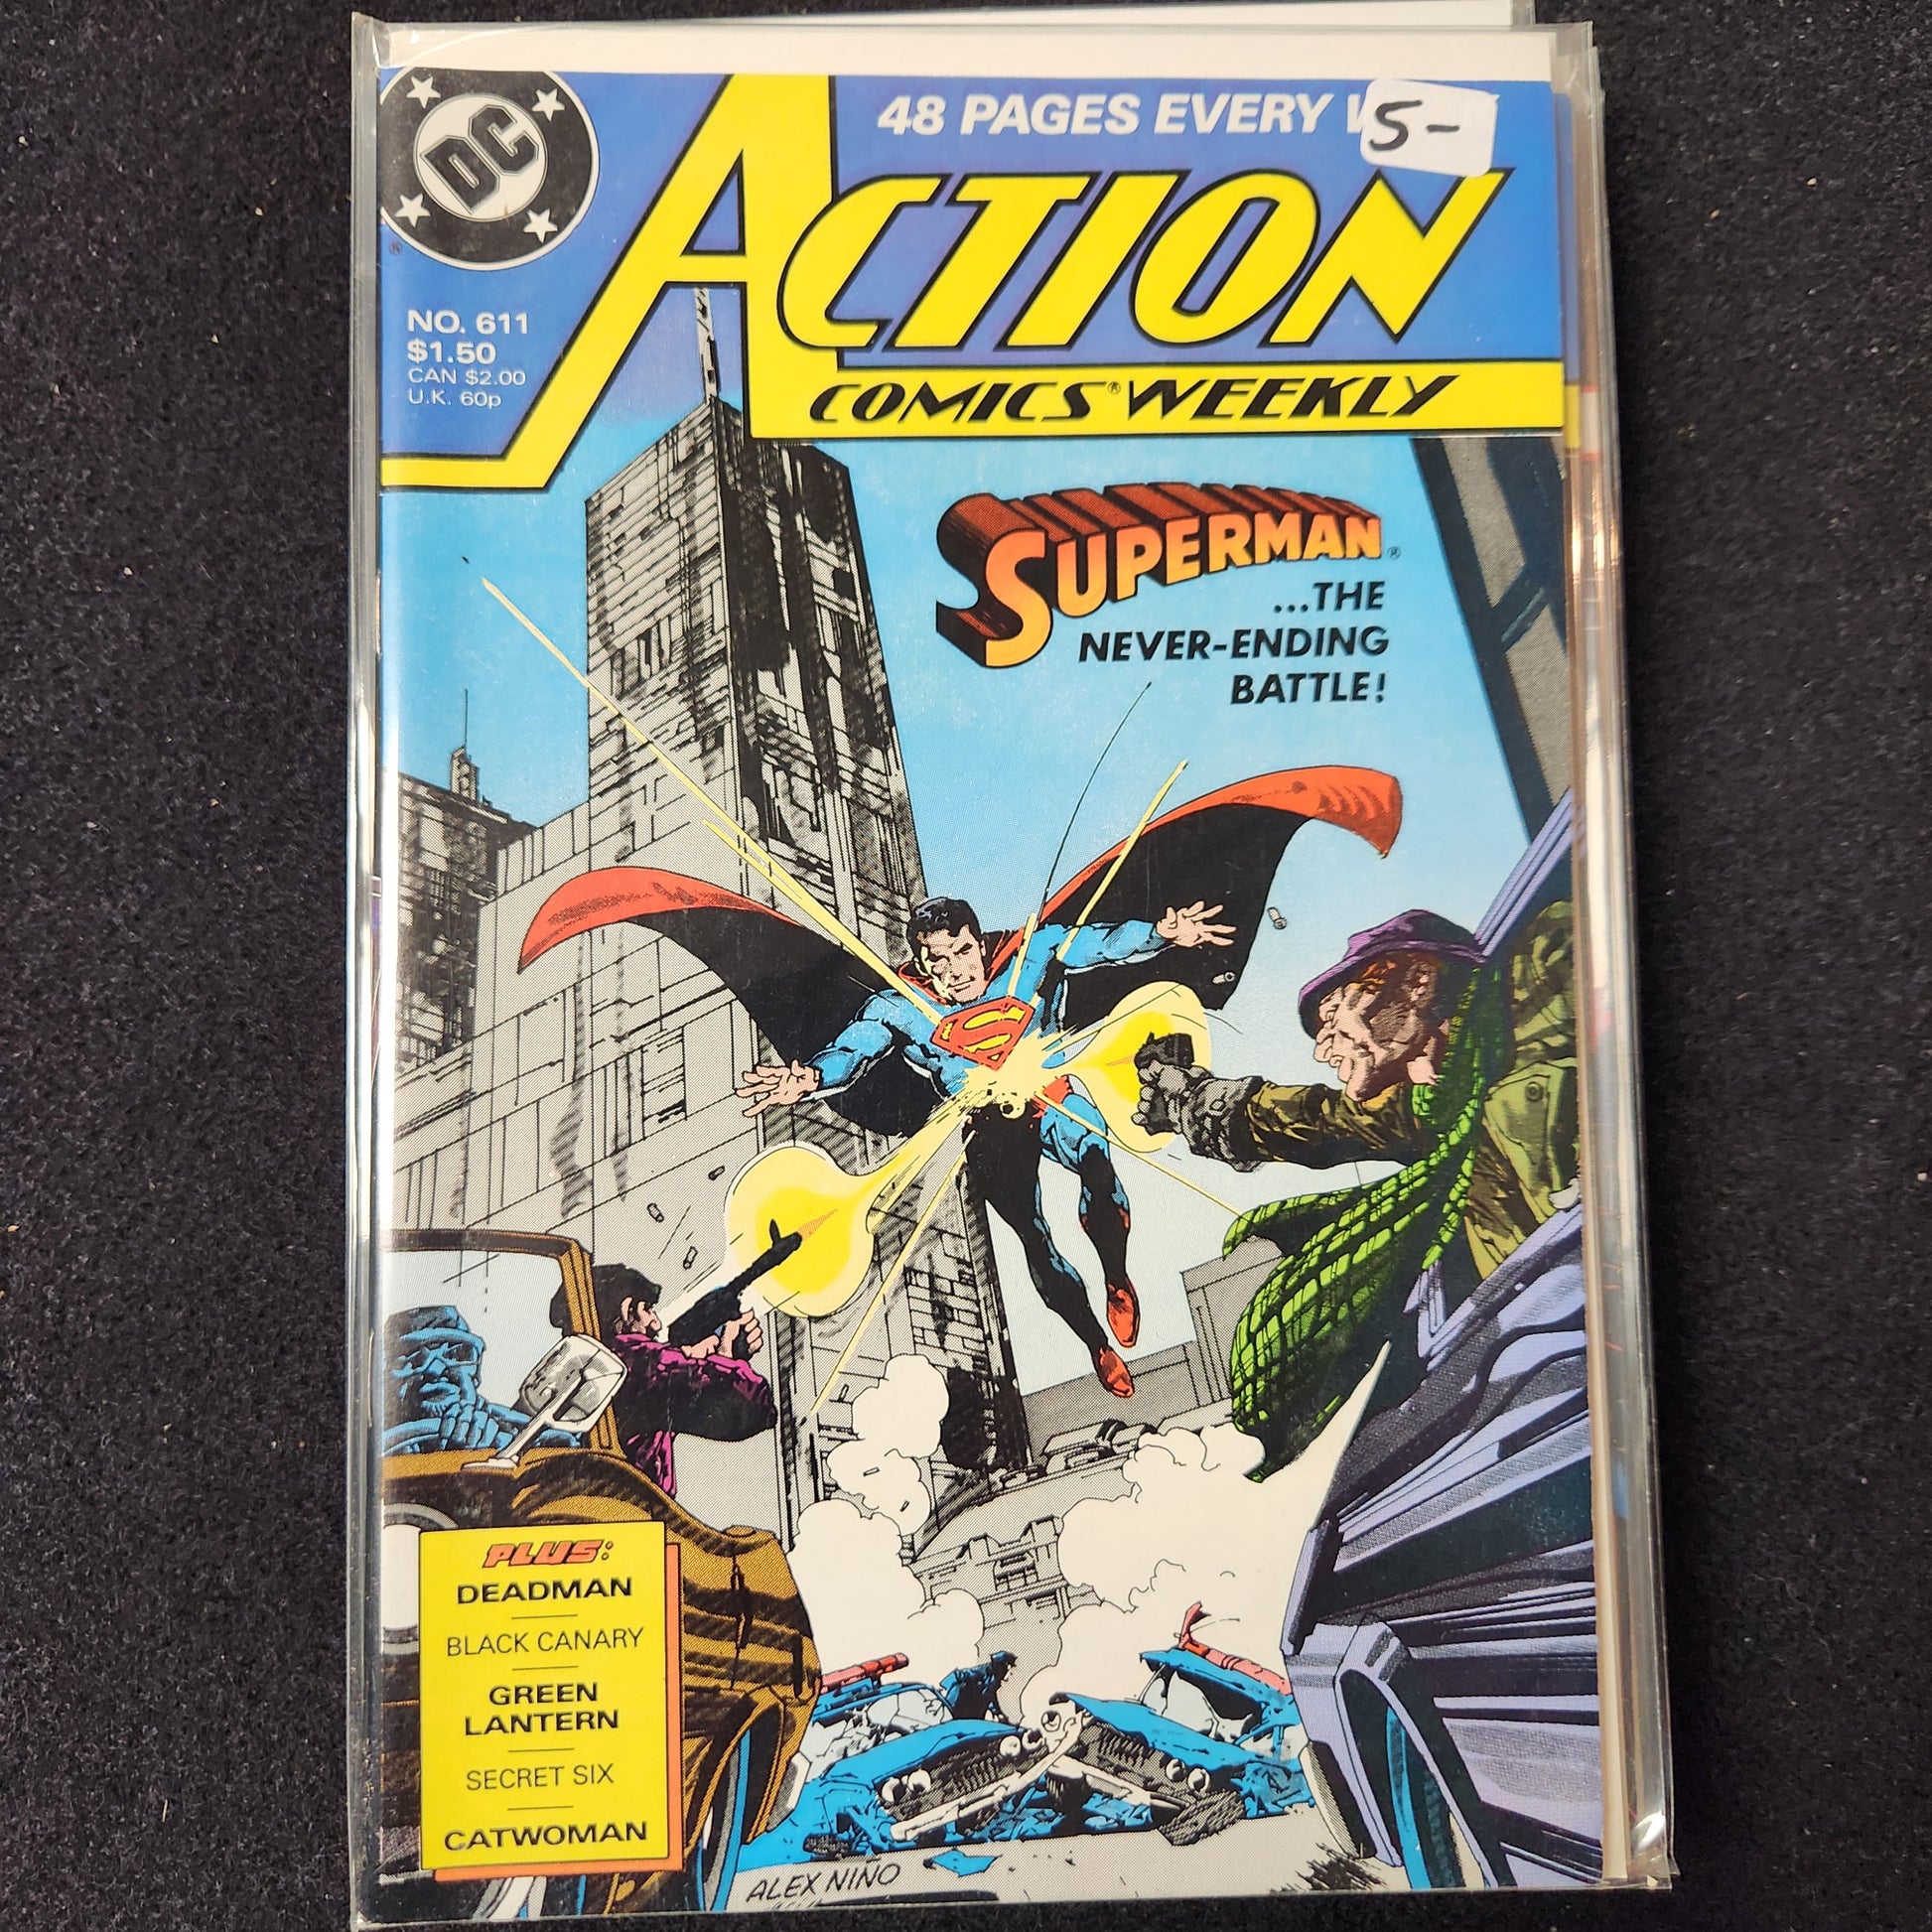 DC
48 PAGES EVERY
5-
ACTION
COMICS® WEEKLY
®
NO. 611
$1.50
CAN $2.00
U.K. 60p
SUPERMAN®
...THE
NEVER-ENDING
BATTLE!
S
PLUS:
DEADMAN
BLACK CANARY
GREEN
LANTERN
SECRET SIX
CATWOMAN
ALEX NIÑO